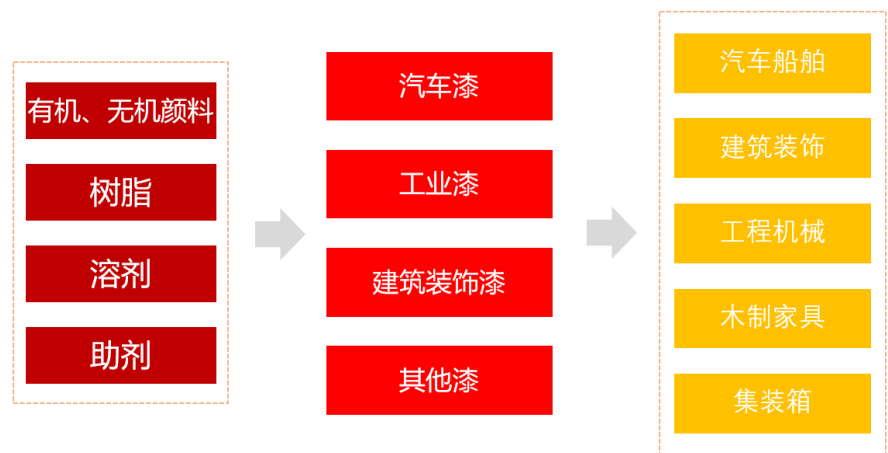 有机、无机颜料
树脂
溶剂
助剂
汽车漆
工业漆
建筑装饰漆
其他漆
汽车船舶
建筑装饰
工程机械
木制家具
集装箱